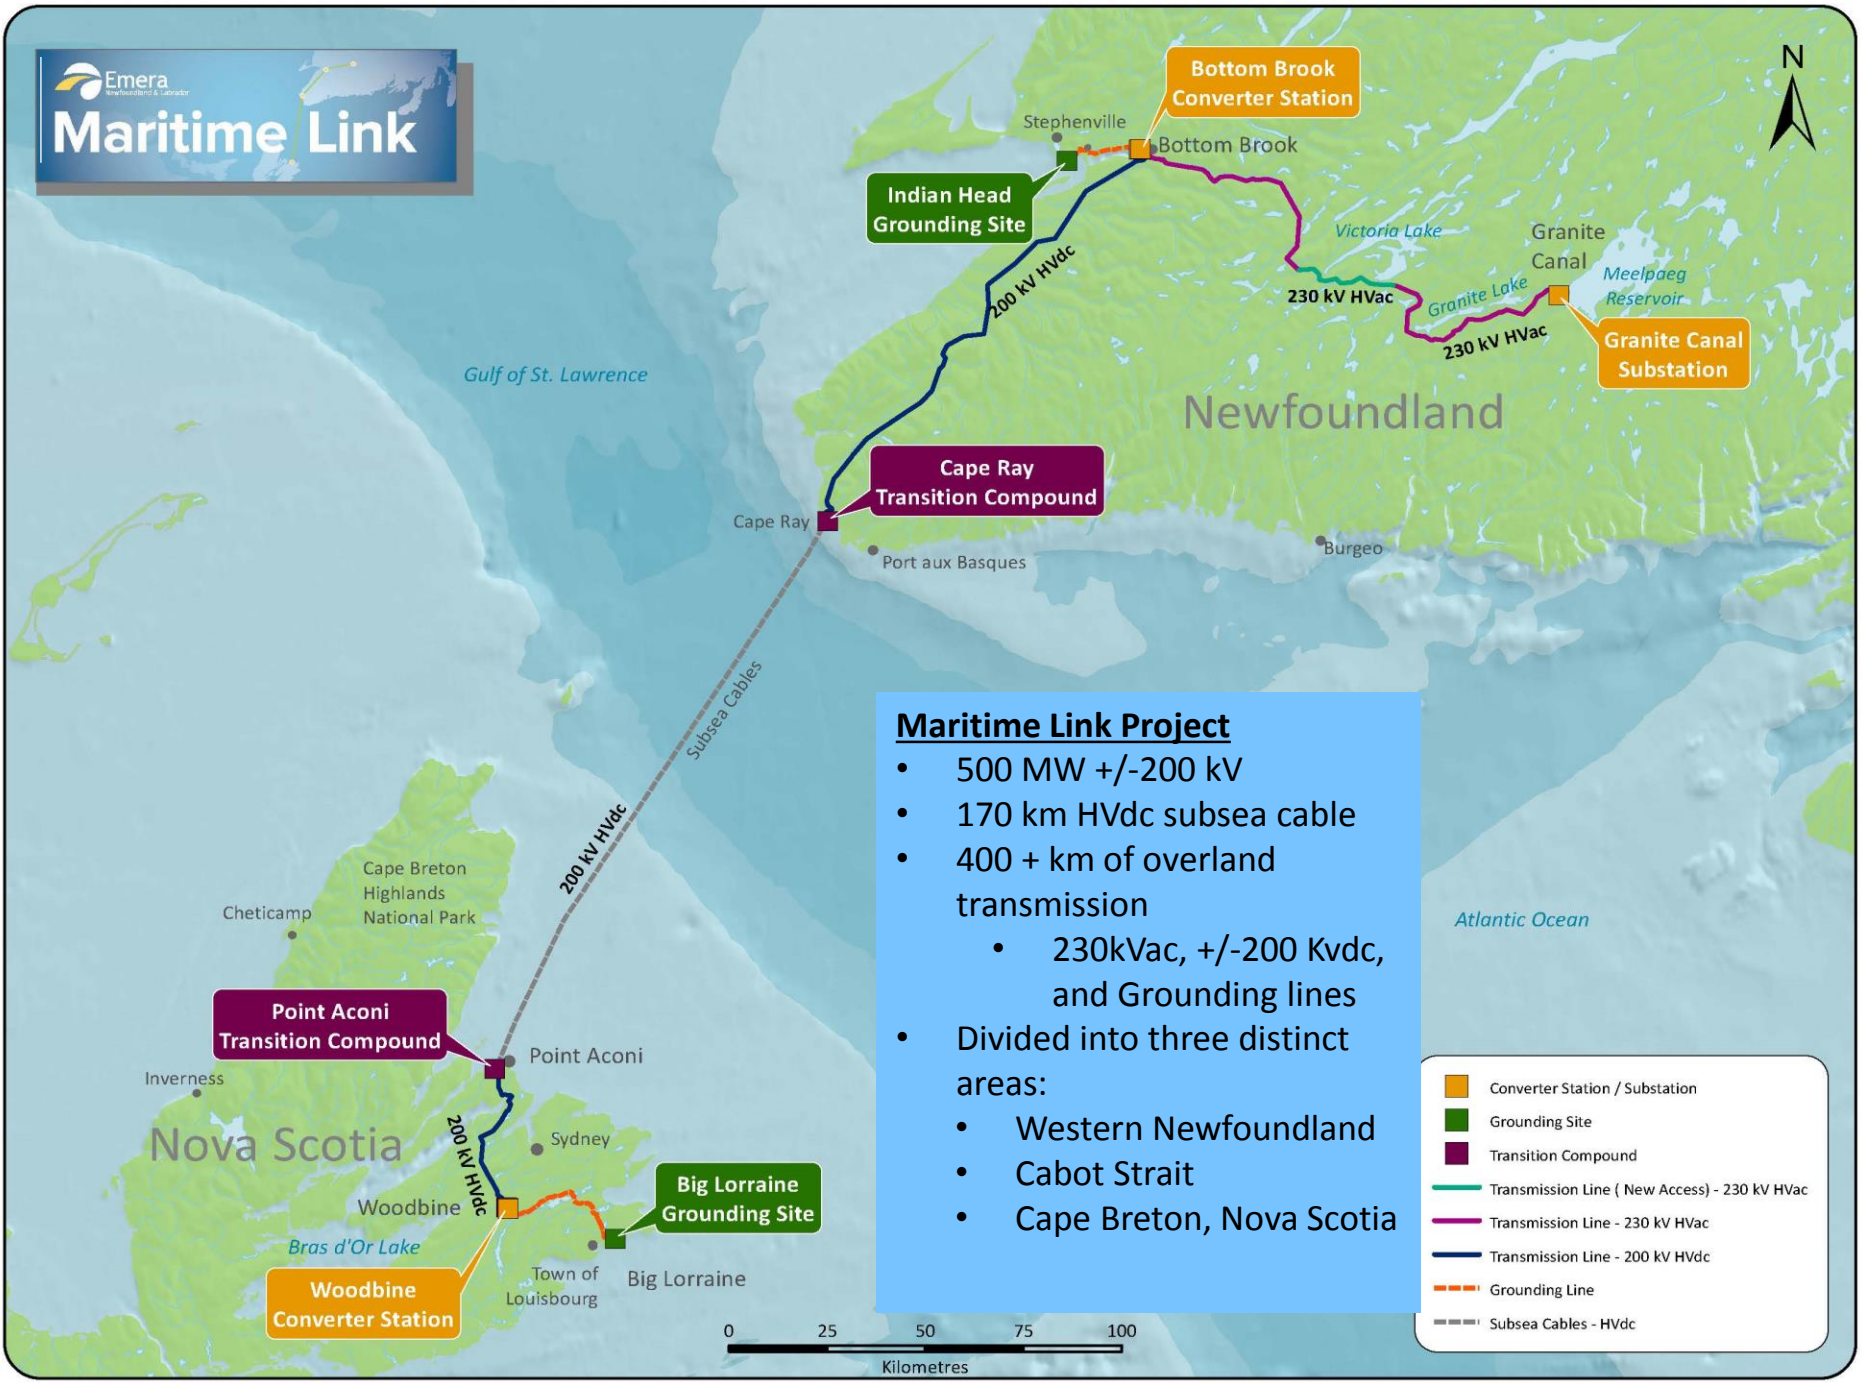 Emera
Newfoundland & Labrador
Maritime Link
N
Bottom Brook
Converter Station
Stephenville
Bottom Brook
Indian Head
Grounding Site
200 kV HVdc
Victoria Lake
Granite
Canal
Meelpaeg
Reservoir
230 kV HVac
Granite Lake
230 kV HVac
Granite Canal
Substation
Gulf of St. Lawrence
Newfoundland
Cape Ray
Transition Compound
Cape Ray
Port aux Basques
Burgeo
Subsea Cables
200 kV HVdc
Maritime Link Project
• 500 MW +/-200 kV
• 170 km HVdc subsea cable
• 400 + km of overland
transmission
• 230kVac, +/-200 Kvdc,
and Grounding lines
• Divided into three distinct
areas:
• Western Newfoundland
• Cabot Strait
• Cape Breton, Nova Scotia
Atlantic Ocean
Cape Breton
Highlands
National Park
Cheticamp
Point Aconi
Transition Compound
Point Aconi
Inverness
Nova Scotia
200 kV HVdc
Sydney
Woodbine
Big Lorraine
Grounding Site
Bras d'Or Lake
Town of
Louisbourg
Big Lorraine
Woodbine
Converter Station
0 25 50 75 100
Kilometres
Converter Station / Substation
Grounding Site
Transition Compound
Transmission Line ( New Access) - 230 kV HVac
Transmission Line - 230 kV HVac
Transmission Line - 200 kV HVdc
Grounding Line
Subsea Cables - HVdc